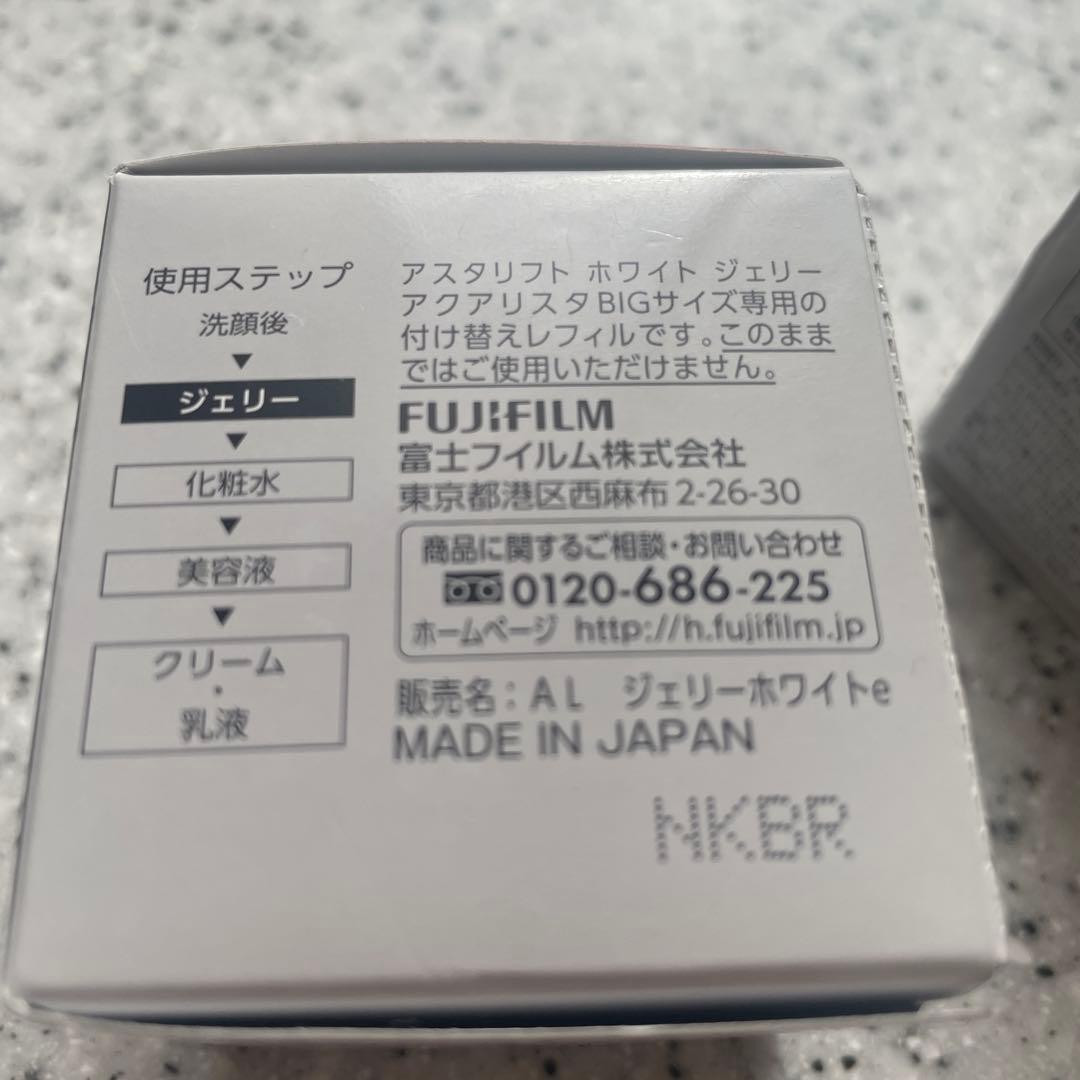 使用ステップ
洗顔後
▼
ジェリー
▼
化粧水
▼
美容液
▼
クリーム
・
乳液
アスタリフト ホワイト ジェリー
アクアリスタBIGサイズ専用の
付け替えレフィルです。このまま
ではご使用いただけません。
FUJIFILM
富士フイルム株式会社
東京都港区西麻布2-26-30
商品に関するご相談・お問い合わせ
0120-686-225
ホームページ http://h.fujifilm.jp
販売名：AL ジェリーホワイトe
MADE IN JAPAN
NKBR